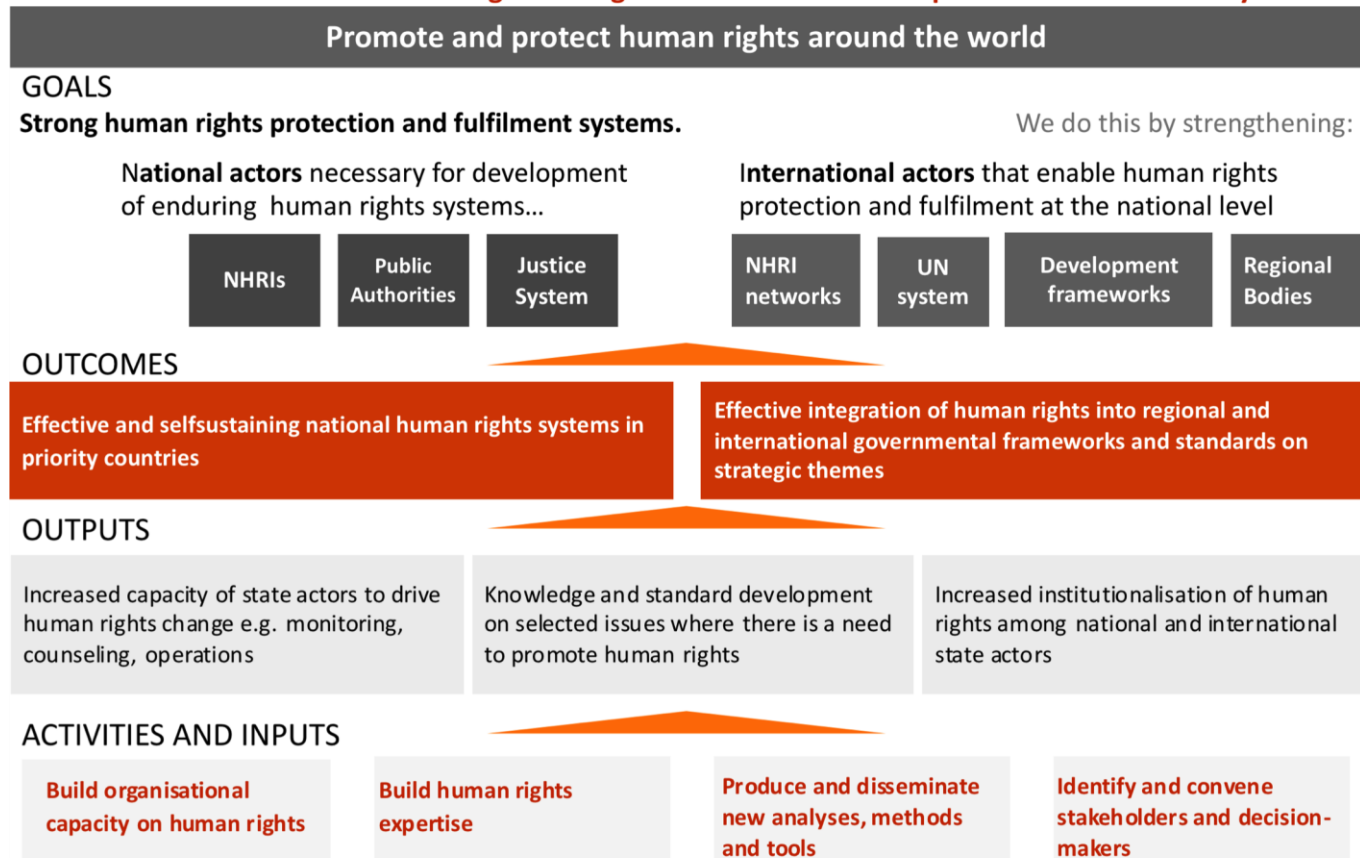 Promote and protect human rights around the world
GOALS
Strong human rights protection and fulfilment systems.
We do this by strengthening:
National actors necessary for development
of enduring human rights systems…
International actors that enable human rights
protection and fulfilment at the national level
NHRIs
Public
Authorities
Justice
System
NHRI
networks
UN
system
Development
frameworks
Regional
Bodies
OUTCOMES
Effective and selfsustaining national human rights systems in
priority countries
Effective integration of human rights into regional and
international governmental frameworks and standards on
strategic themes
OUTPUTS
Increased capacity of state actors to drive
human rights change e.g. monitoring,
counseling, operations
Knowledge and standard development
on selected issues where there is a need
to promote human rights
Increased institutionalisation of human
rights among national and international
state actors
ACTIVITIES AND INPUTS
Build organisational
capacity on human rights
Build human rights
expertise
Produce and disseminate
new analyses, methods
and tools
Identify and convene
stakeholders and decision-
makers